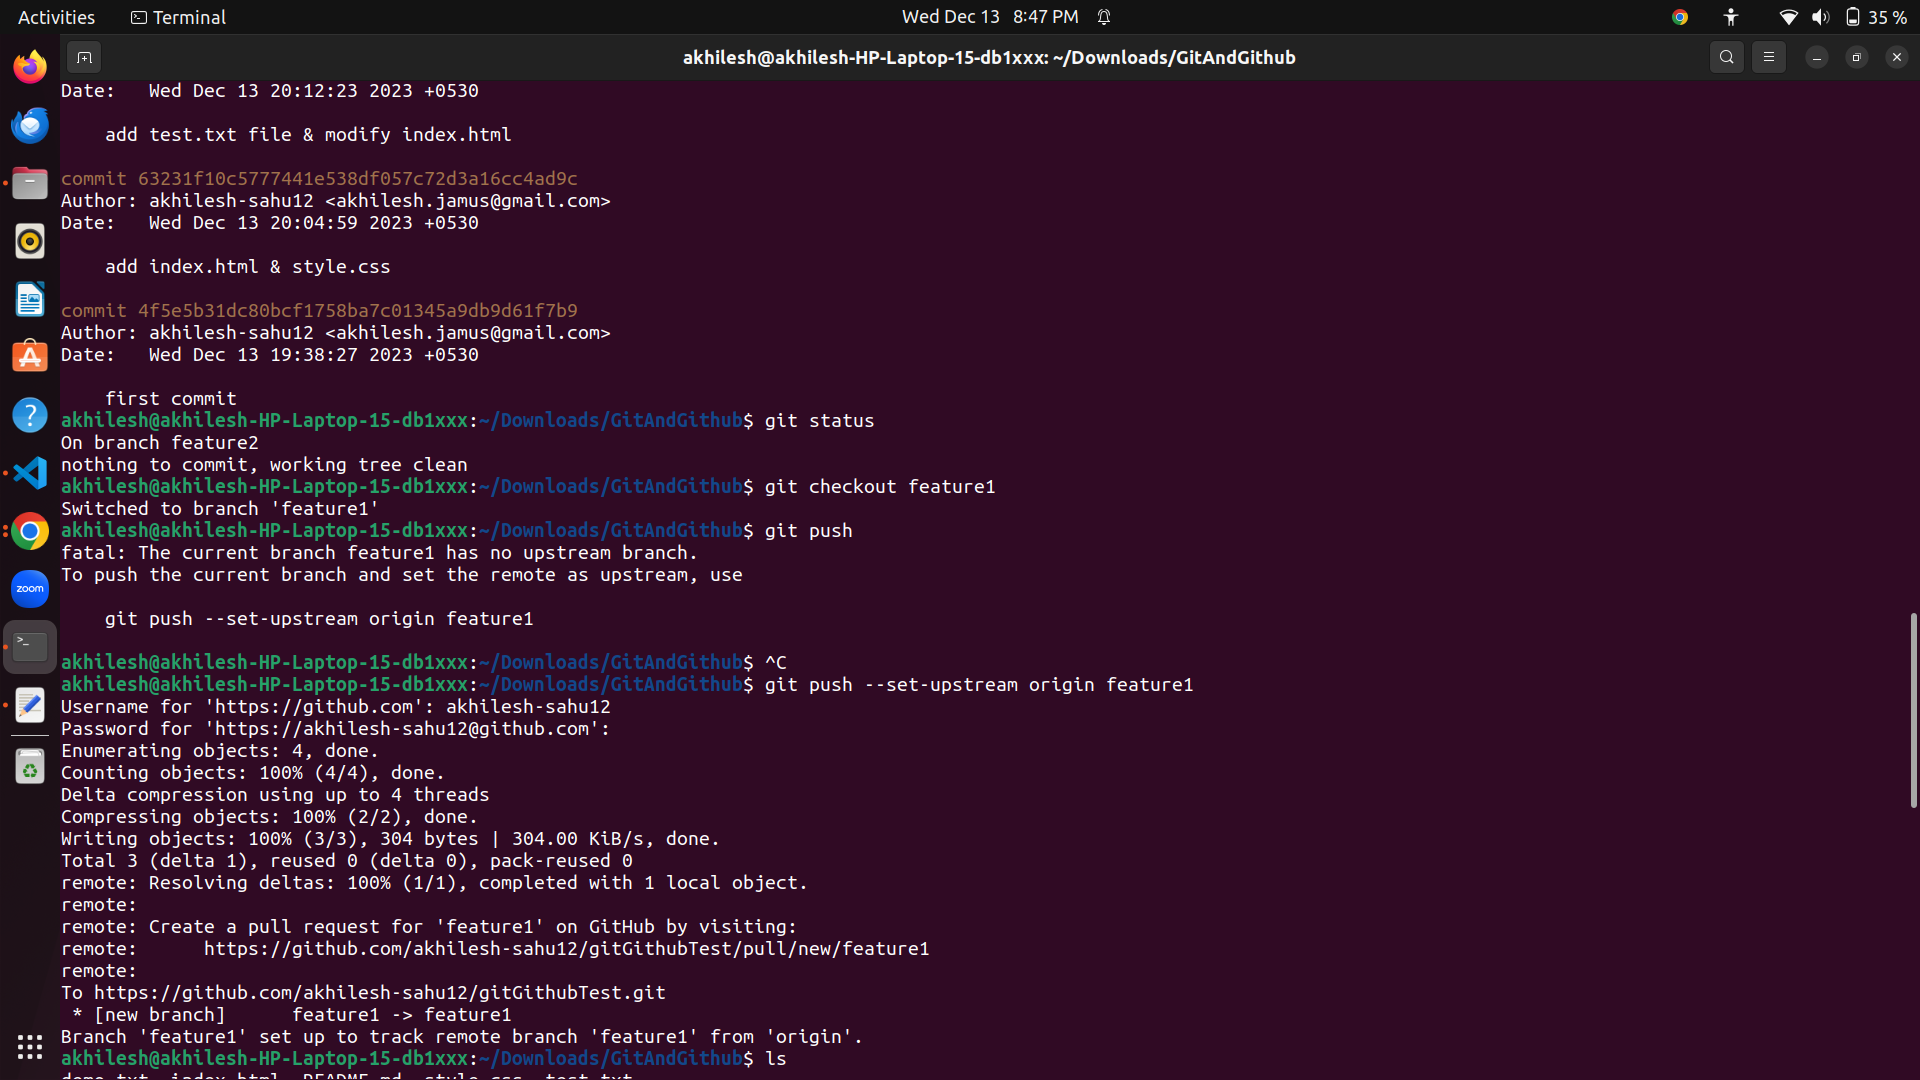 Activities
Terminal
Wed Dec 13 8:47 PM
35 %
akhilesh@akhilesh-HP-Laptop-15-db1xxx: ~/Downloads/GitAndGithub
Date:   Wed Dec 13 20:12:23 2023 +0530
add test.txt file & modify index.html
commit 63231f10c5777441e538df057c72d3a16cc4ad9c
Author: akhilesh-sahu12 <akhilesh.jamus@gmail.com>
Date:   Wed Dec 13 20:04:59 2023 +0530
add index.html & style.css
commit 4f5e5b31dc80bcf1758ba7c01345a9db9d61f7b9
Author: akhilesh-sahu12 <akhilesh.jamus@gmail.com>
Date:   Wed Dec 13 19:38:27 2023 +0530
first commit
akhilesh@akhilesh-HP-Laptop-15-db1xxx:~/Downloads/GitAndGithub$ git status
On branch feature2
nothing to commit, working tree clean
akhilesh@akhilesh-HP-Laptop-15-db1xxx:~/Downloads/GitAndGithub$ git checkout feature1
Switched to branch 'feature1'
akhilesh@akhilesh-HP-Laptop-15-db1xxx:~/Downloads/GitAndGithub$ git push
fatal: The current branch feature1 has no upstream branch.
To push the current branch and set the remote as upstream, use
git push --set-upstream origin feature1
akhilesh@akhilesh-HP-Laptop-15-db1xxx:~/Downloads/GitAndGithub$ ^C
akhilesh@akhilesh-HP-Laptop-15-db1xxx:~/Downloads/GitAndGithub$ git push --set-upstream origin feature1
Username for 'https://github.com': akhilesh-sahu12
Password for 'https://akhilesh-sahu12@github.com':
Enumerating objects: 4, done.
Counting objects: 100% (4/4), done.
Delta compression using up to 4 threads
Compressing objects: 100% (2/2), done.
Writing objects: 100% (3/3), 304 bytes | 304.00 KiB/s, done.
Total 3 (delta 1), reused 0 (delta 0), pack-reused 0
remote: Resolving deltas: 100% (1/1), completed with 1 local object.
remote:
remote: Create a pull request for 'feature1' on GitHub by visiting:
remote:      https://github.com/akhilesh-sahu12/gitGithubTest/pull/new/feature1
remote:
To https://github.com/akhilesh-sahu12/gitGithubTest.git
 * [new branch]      feature1 -> feature1
Branch 'feature1' set up to track remote branch 'feature1' from 'origin'.
akhilesh@akhilesh-HP-Laptop-15-db1xxx:~/Downloads/GitAndGithub$ ls
demo.txt  index.html  README.md  style.css  test.txt
zoom